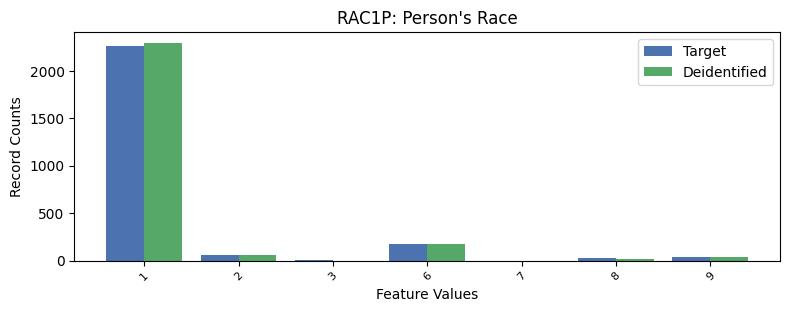 RAC1P: Person's Race
Target
Deidentified
Record Counts
2000
1500
1000
500
0
1 2 3 6 7 8 9
Feature Values